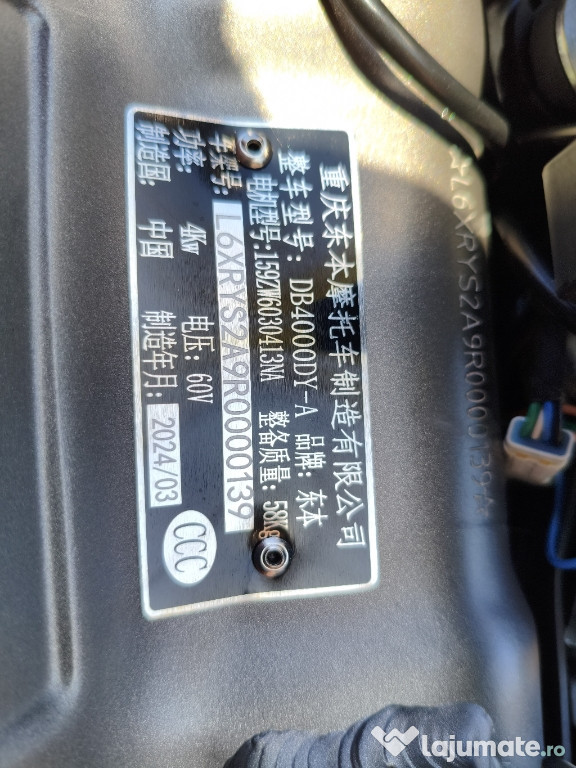 重庆东本摩托车制造有限公司
整车型号: DB4000DY-A 品牌: 东本
电机型号: 159ZW6030413NA 整备质量: 58Kg
车架号: L6XRYS2A9R0000139
功率: 4Kw 电压: 60V
制造国: 中国 制造年月: 2024/03
CCC
L6XRYS2A9R0000139
lajumate.ro